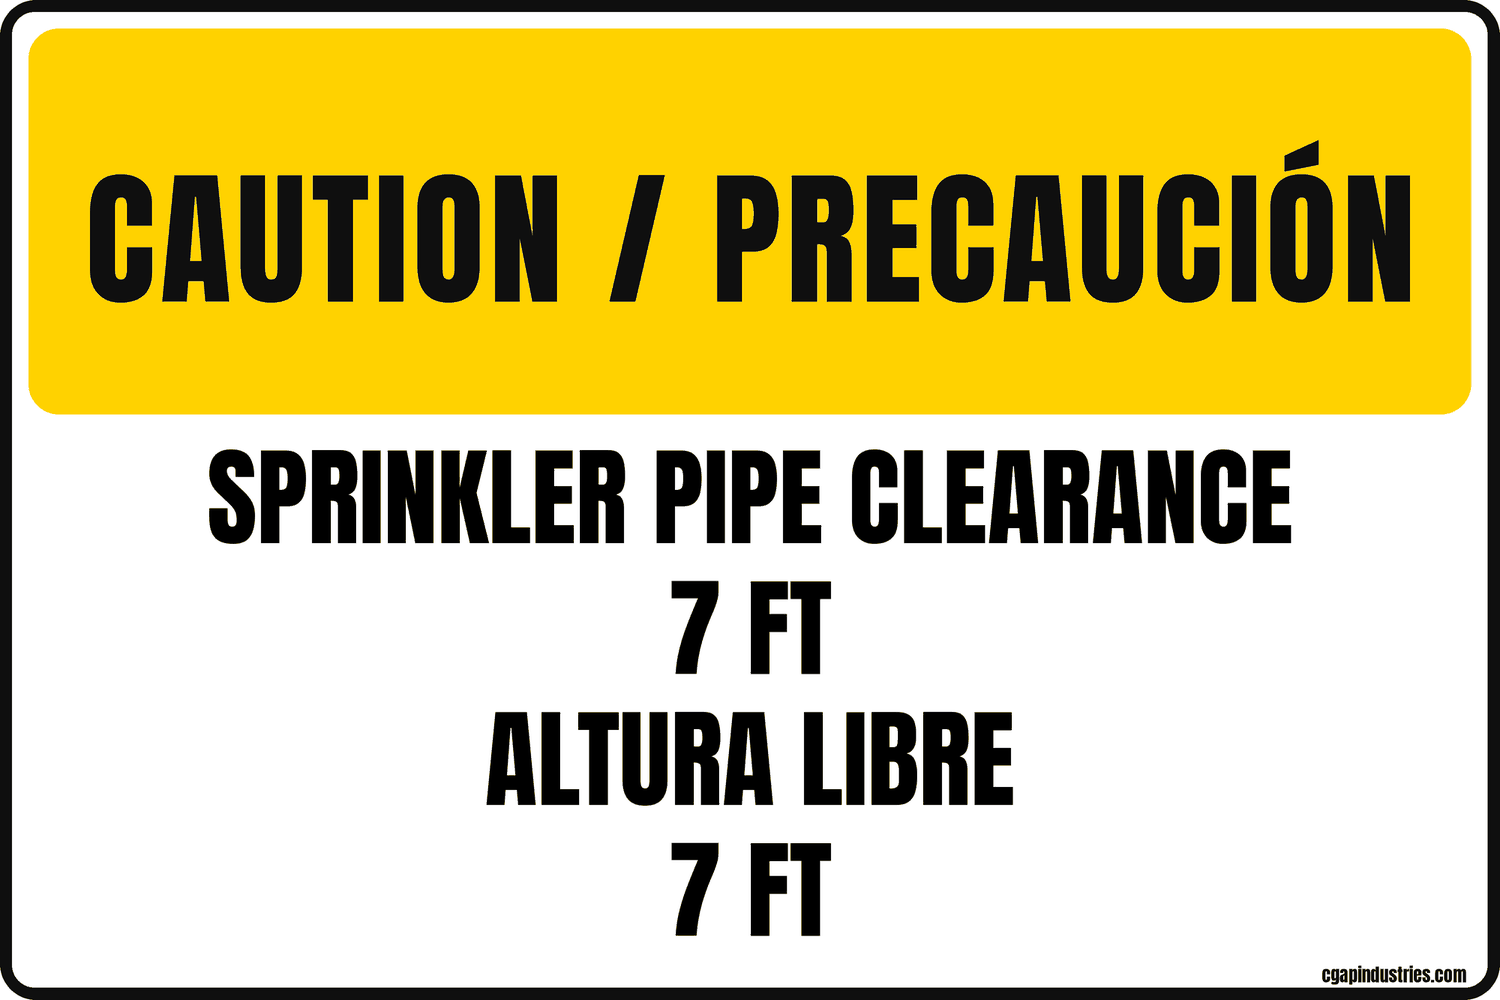 CAUTION / PRECAUCIÓN
SPRINKLER PIPE CLEARANCE
7 FT
ALTURA LIBRE
7 FT
cgapindustries.com